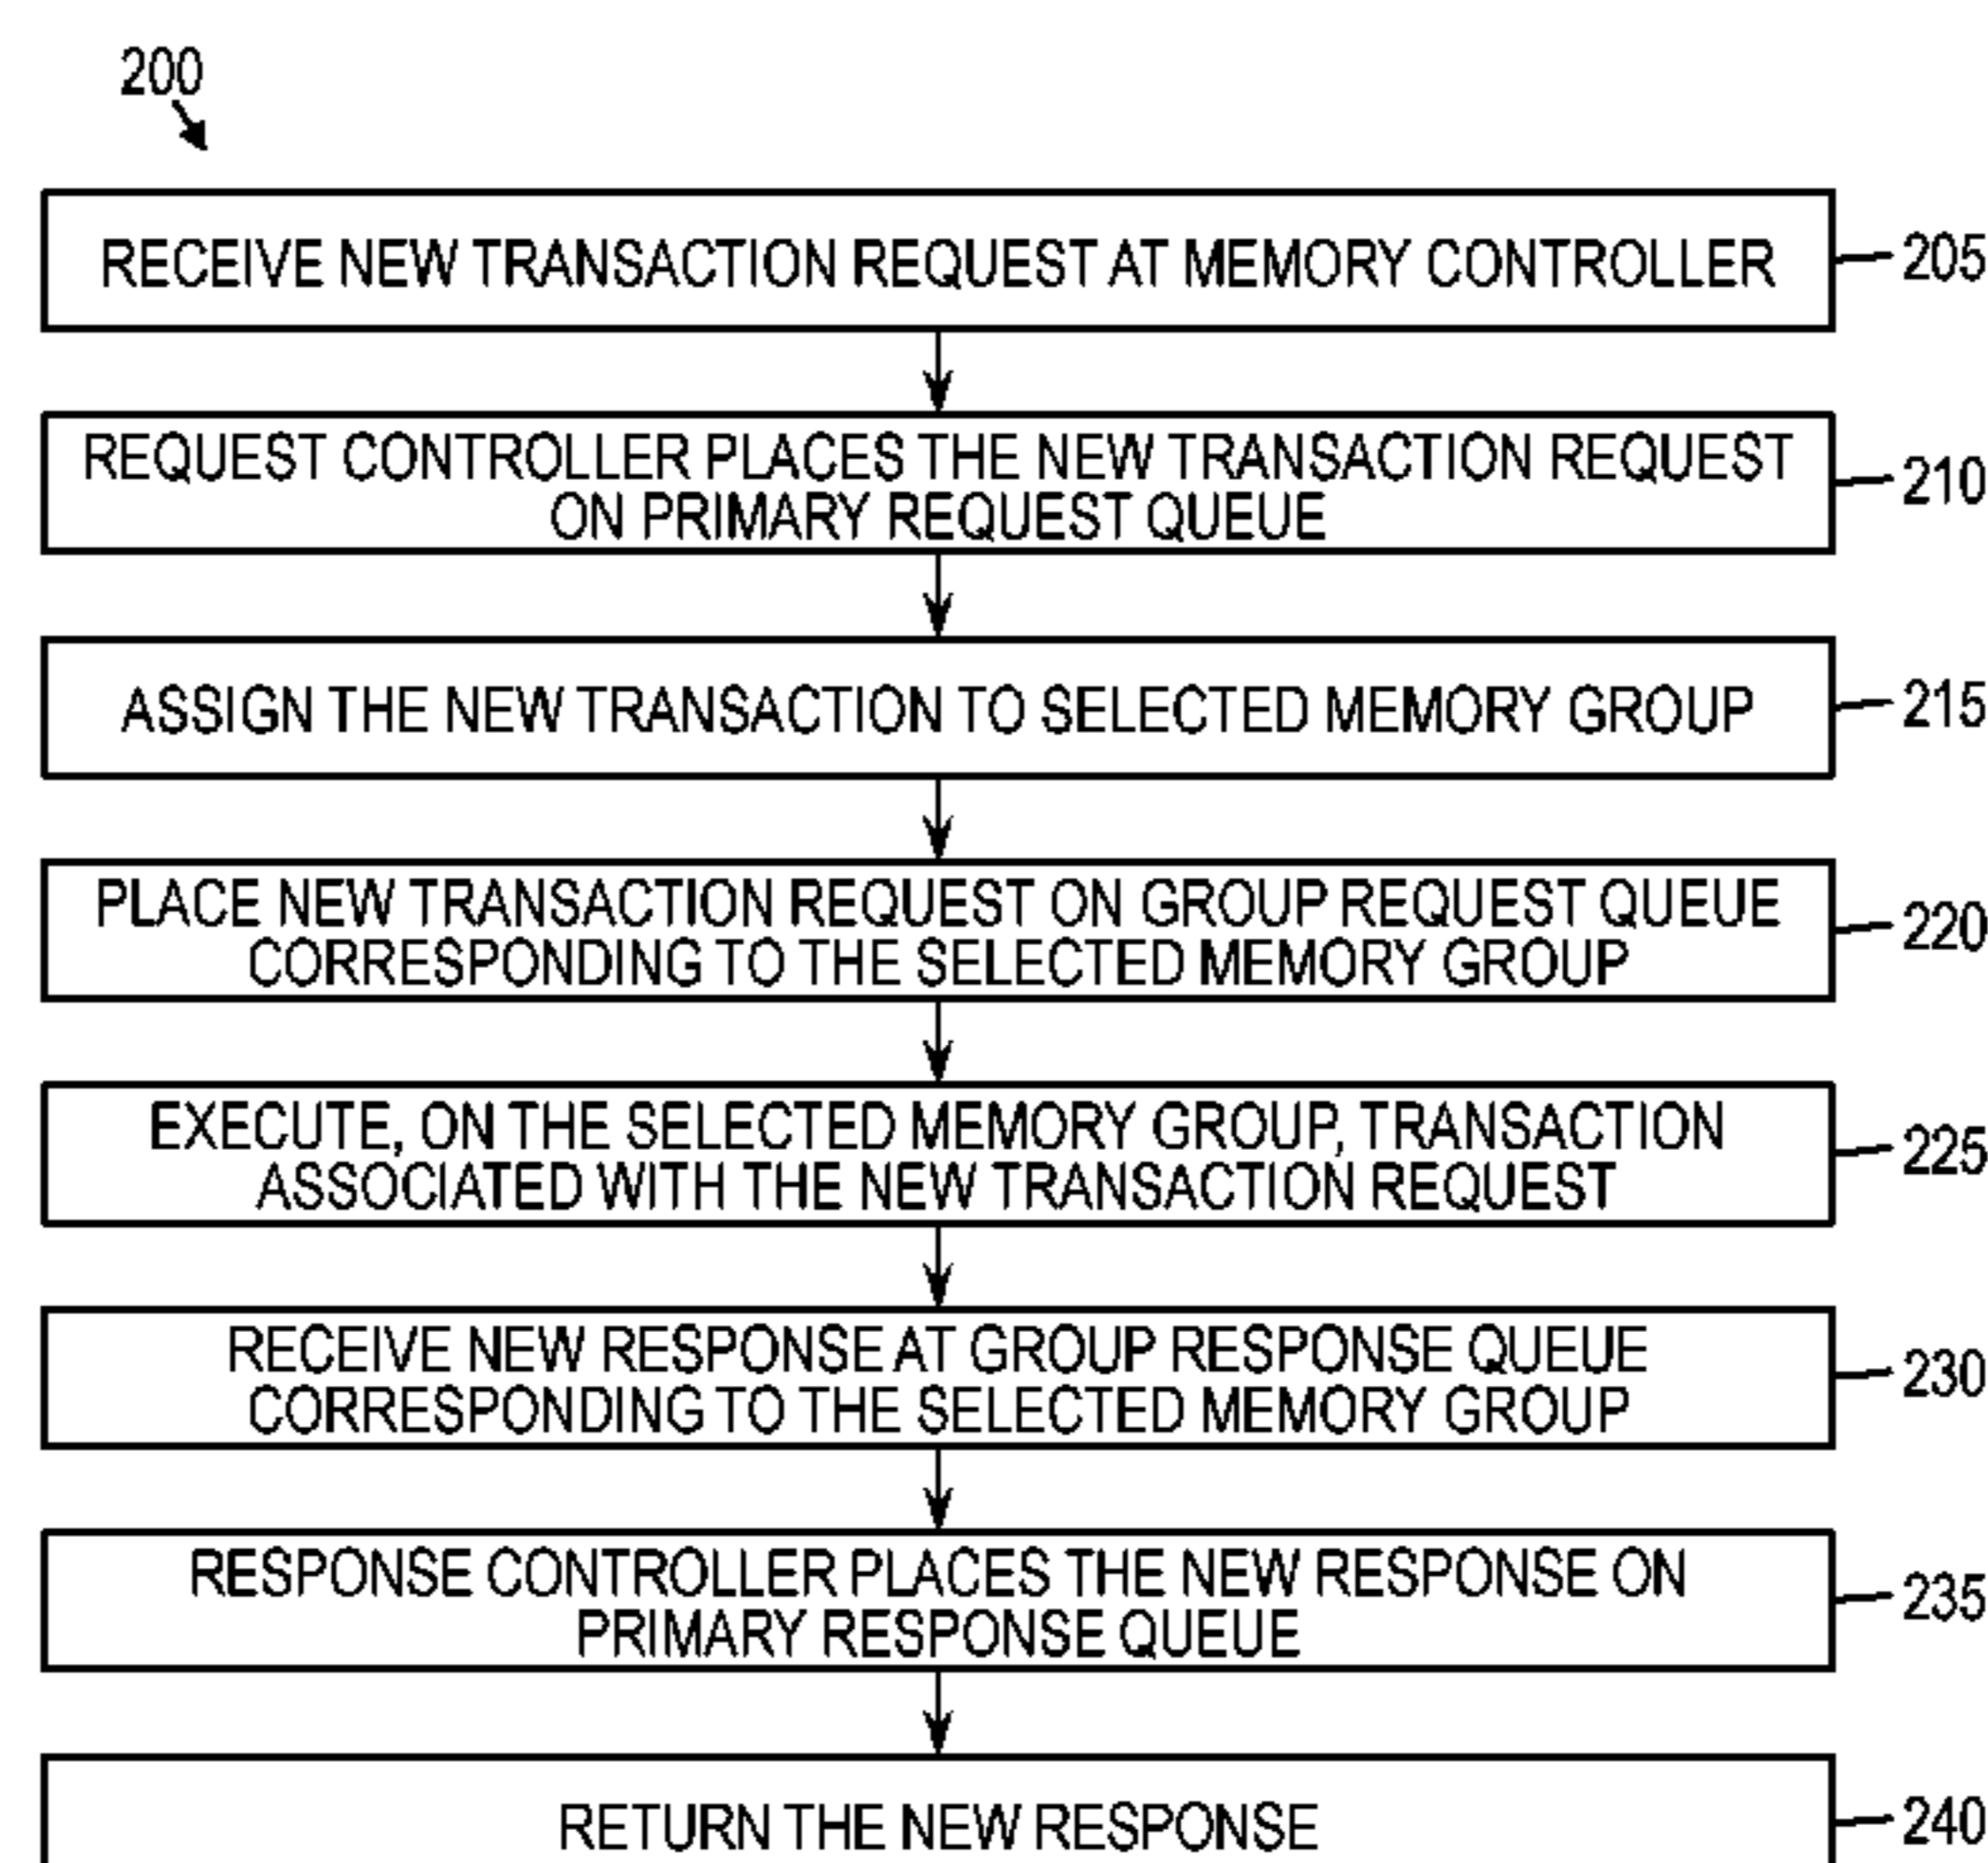 200
RECEIVE NEW TRANSACTION REQUEST AT MEMORY CONTROLLER
205
REQUEST CONTROLLER PLACES THE NEW TRANSACTION REQUEST
ON PRIMARY REQUEST QUEUE
210
ASSIGN THE NEW TRANSACTION TO SELECTED MEMORY GROUP
215
PLACE NEW TRANSACTION REQUEST ON GROUP REQUEST QUEUE
CORRESPONDING TO THE SELECTED MEMORY GROUP
220
EXECUTE, ON THE SELECTED MEMORY GROUP, TRANSACTION
ASSOCIATED WITH THE NEW TRANSACTION REQUEST
225
RECEIVE NEW RESPONSE AT GROUP RESPONSE QUEUE
CORRESPONDING TO THE SELECTED MEMORY GROUP
230
RESPONSE CONTROLLER PLACES THE NEW RESPONSE ON
PRIMARY RESPONSE QUEUE
235
RETURN THE NEW RESPONSE
240